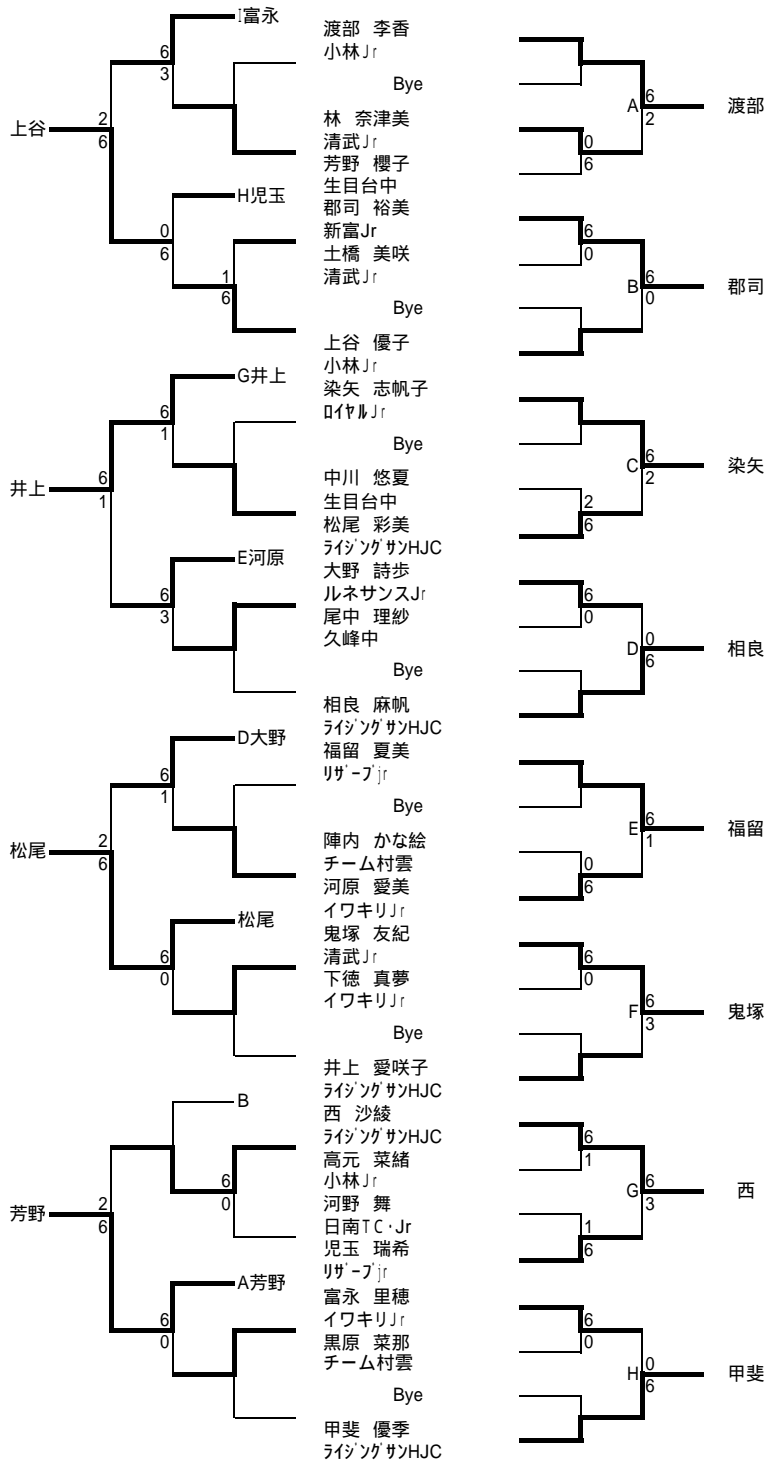 I富永
6
3
上谷
2
6
H児玉
0
6
1
6
G井上
6
1
井上
6
1
E河原
6
3
D大野
6
1
松尾
2
6
松尾
6
0
B
6
0
芳野
2
6
A芳野
6
0
渡部 李香
小林Jr
Bye
林 奈津美
清武Jr
芳野 櫻子
生目台中
郡司 裕美
新富Jr
土橋 美咲
清武Jr
Bye
上谷 優子
小林Jr
染矢 志帆子
ﾛｲﾔﾙJr
Bye
中川 悠夏
生目台中
松尾 彩美
ﾗｲｼﾞﾝｸﾞｻﾝHJC
大野 詩歩
ルネサンスJr
尾中 理紗
久峰中
Bye
相良 麻帆
ﾗｲｼﾞﾝｸﾞｻﾝHJC
福留 夏美
ﾘｻﾞｰﾌﾞjr
Bye
陣内 かな絵
チーム村雲
河原 愛美
イワキリJr
鬼塚 友紀
清武Jr
下徳 真夢
イワキリJr
Bye
井上 愛咲子
ﾗｲｼﾞﾝｸﾞｻﾝHJC
西 沙綾
ﾗｲｼﾞﾝｸﾞｻﾝHJC
高元 菜緒
小林Jr
河野 舞
日南TC･Jr
児玉 瑞希
ﾘｻﾞｰﾌﾞjr
富永 里穂
イワキリJr
黒原 菜那
チーム村雲
Bye
甲斐 優季
ﾗｲｼﾞﾝｸﾞｻﾝHJC
A
6
2
渡部
0
6
6
0
B
6
0
郡司
C
6
2
染矢
2
6
6
0
D
0
6
相良
E
6
1
福留
0
6
6
0
F
6
3
鬼塚
6
1
G
6
3
西
1
6
6
0
H
0
6
甲斐